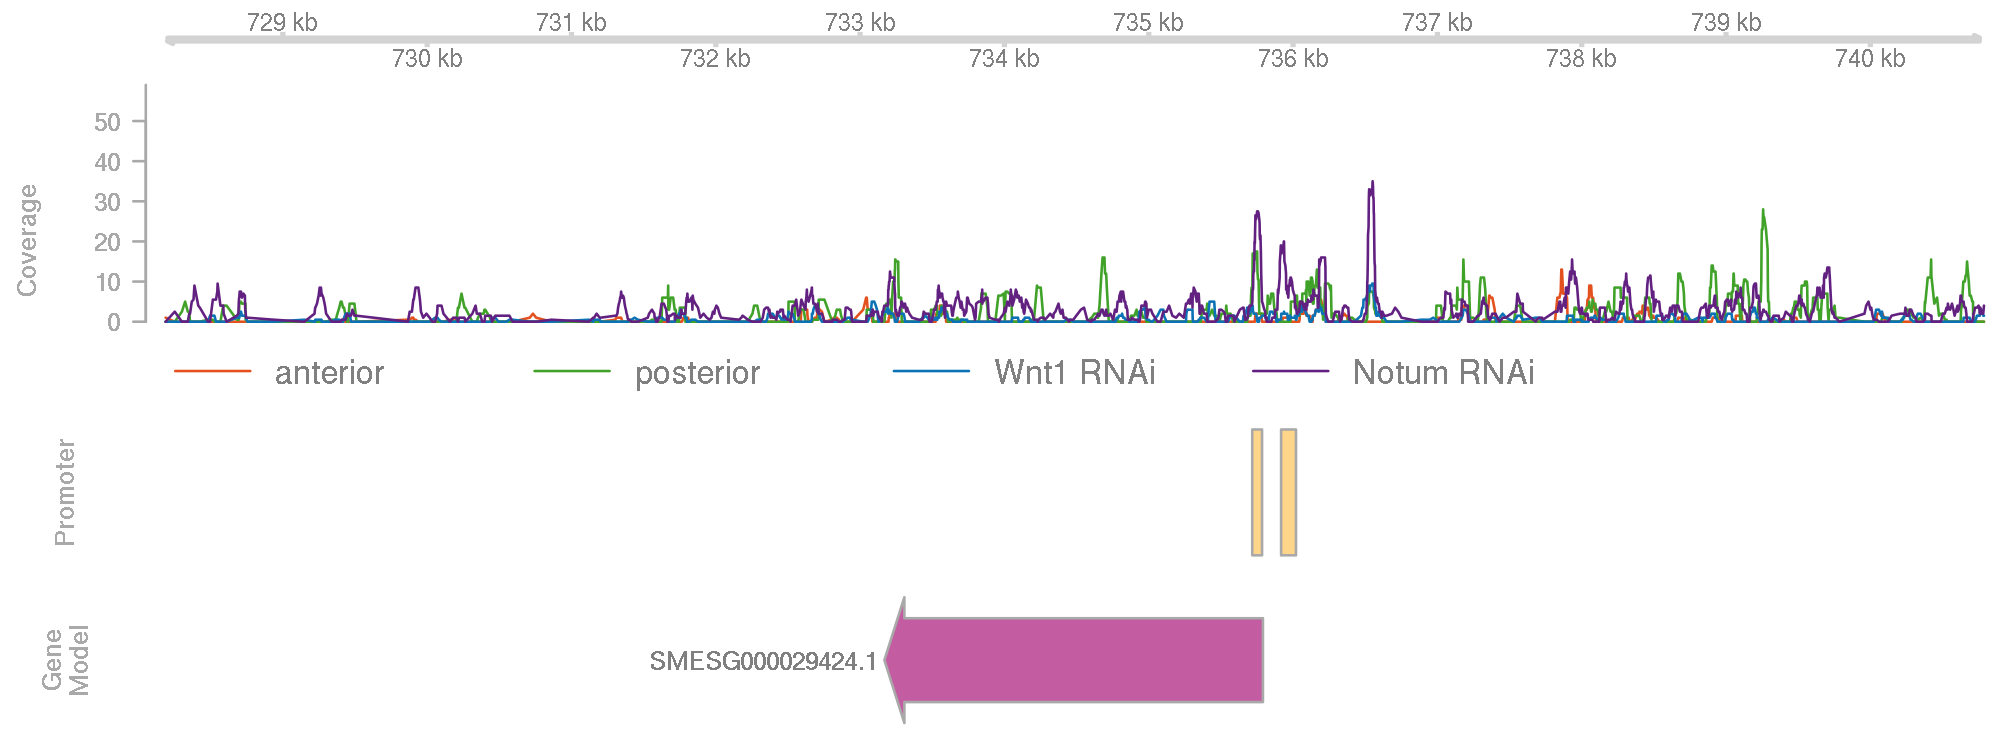 729 kb 731 kb 733 kb 735 kb 737 kb 739 kb
730 kb 732 kb 734 kb 736 kb 738 kb 740 kb
Coverage
50
40
30
20
10
0
anterior posterior Wnt1 RNAi Notum RNAi
Promoter
Gene
Model
SMESG000029424.1